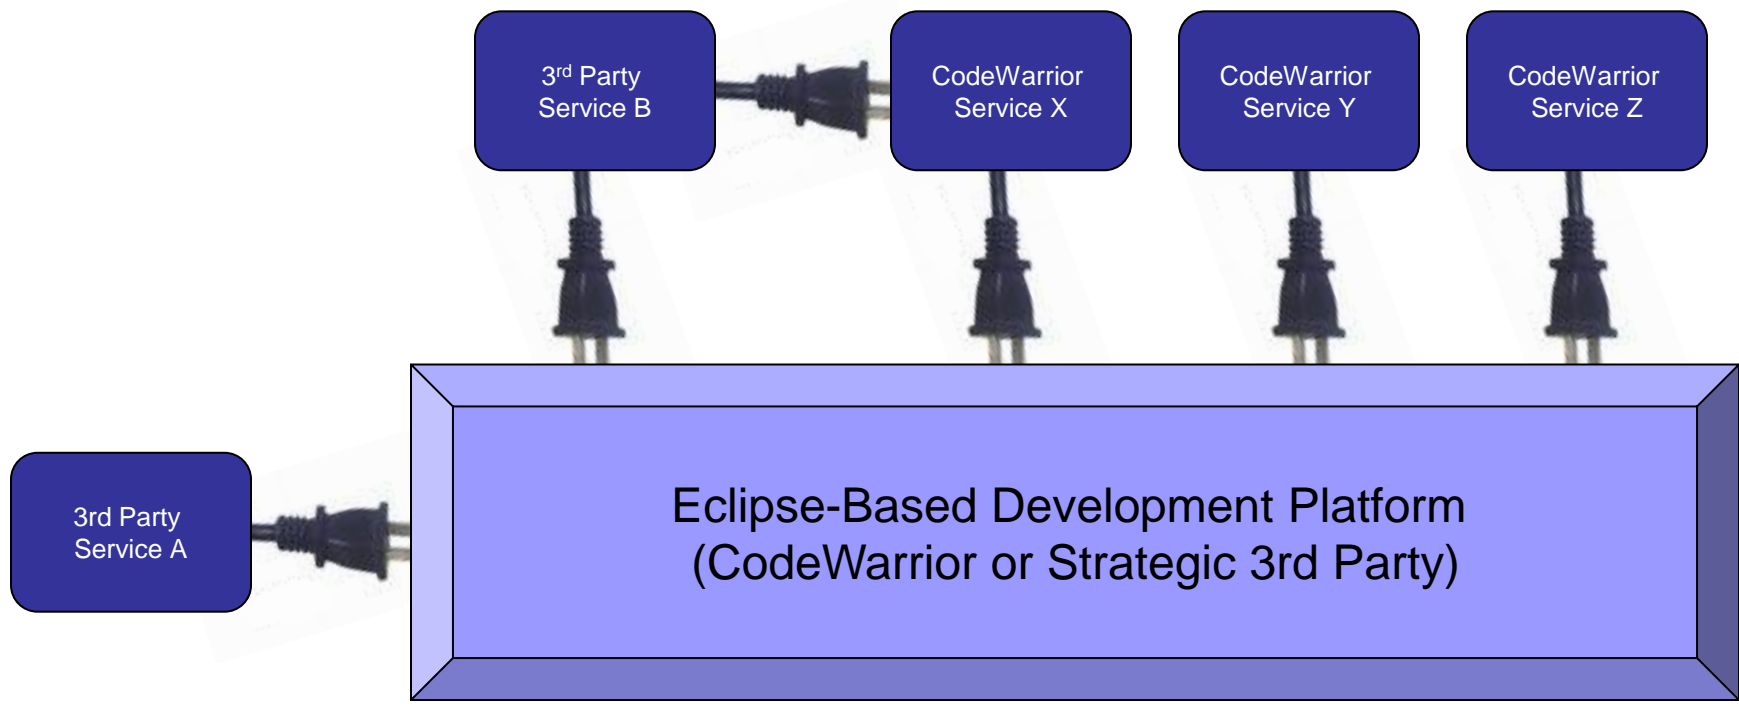 3rd Party
Service B
CodeWarrior
Service X
CodeWarrior
Service Y
CodeWarrior
Service Z
3rd Party
Service A
Eclipse-Based Development Platform
(CodeWarrior or Strategic 3rd Party)